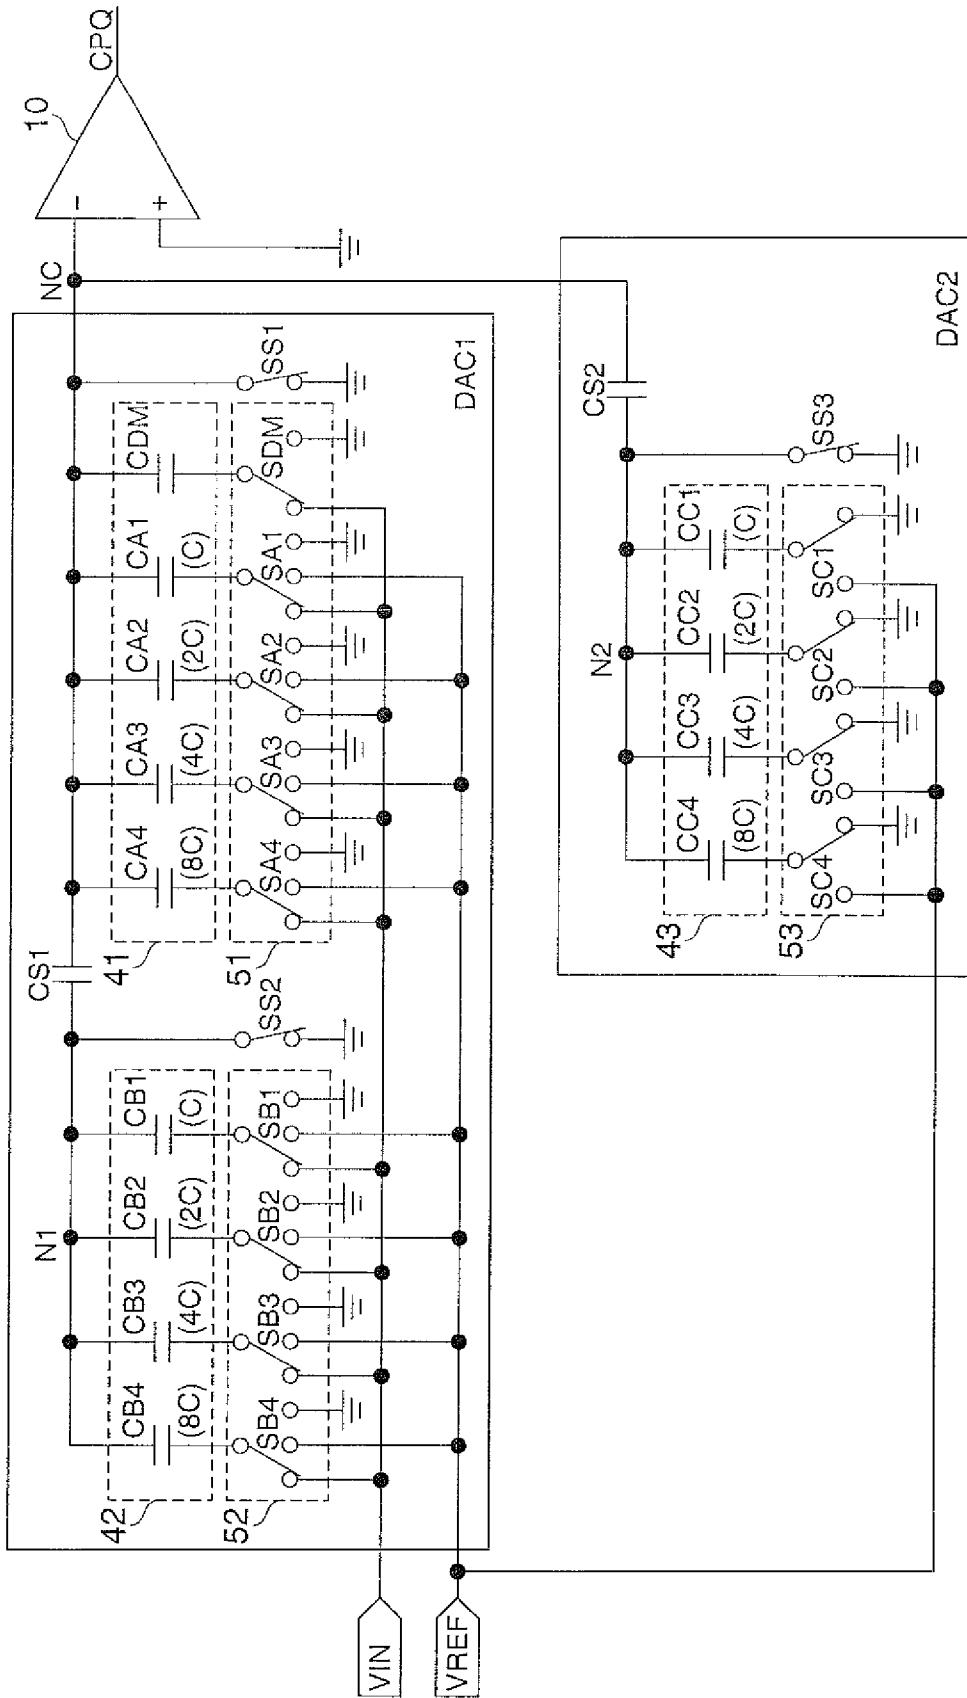 10
CPQ
-
+
NC
CS1
CA4
(8C)
CA3
(4C)
CA2
(2C)
CA1
(C)
CDM
41
SA4
SA3
SA2
SA1
SDM
SS1
51
DAC1
N1
CB4
(8C)
CB3
(4C)
CB2
(2C)
CB1
(C)
42
SB4
SB3
SB2
SB1
SS2
52
VIN
VREF
CS2
N2
CC4
(8C)
CC3
(4C)
CC2
(2C)
CC1
(C)
43
SC4
SC3
SC2
SC1
SS3
53
DAC2